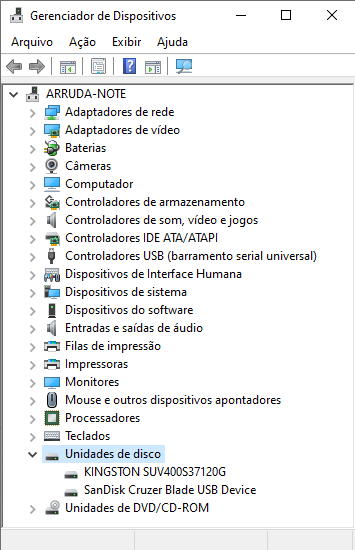 Gerenciador de Dispositivos
Arquivo Ação Exibir Ajuda
ARRUDA-NOTE
Adaptadores de rede
Adaptadores de vídeo
Baterias
Câmeras
Computador
Controladores de armazenamento
Controladores de som, vídeo e jogos
Controladores IDE ATA/ATAPI
Controladores USB (barramento serial universal)
Dispositivos de Interface Humana
Dispositivos de sistema
Dispositivos do software
Entradas e saídas de áudio
Filas de impressão
Impressoras
Monitores
Mouse e outros dispositivos apontadores
Processadores
Teclados
Unidades de disco
KINGSTON SUV400S37120G
SanDisk Cruzer Blade USB Device
Unidades de DVD/CD-ROM